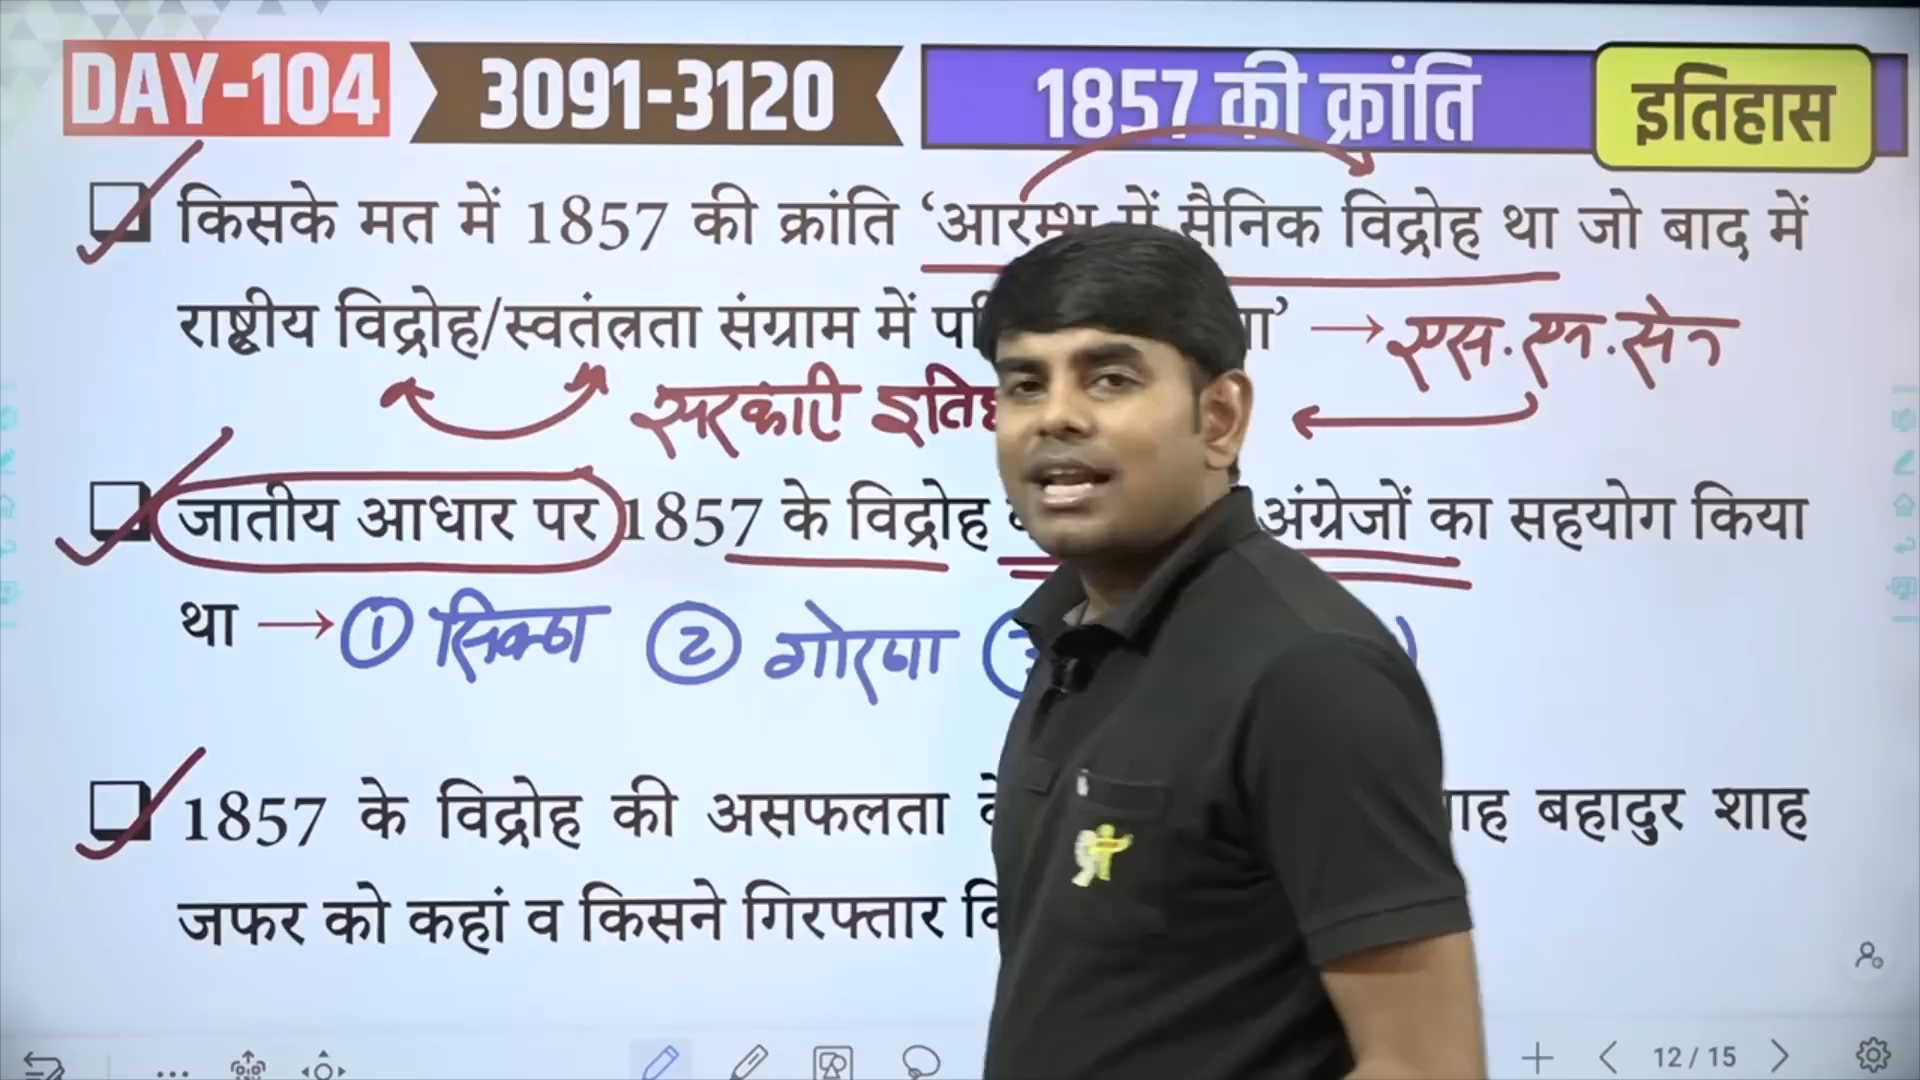 DAY-104 3091-3120 1857 की क्रांति इतिहास
किसके मत में 1857 की क्रांति ‘आरम्भ में सैनिक विद्रोह था जो बाद में
राष्ट्रीय विद्रोह/स्वतंत्रता संग्राम में → एस.एन.सेन
सरकारी
जातीय आधार पर 1857 के विद्रोह अंग्रेजों का सहयोग किया
था → 1 सिक्ख 2 गोरखा
1857 के विद्रोह की असफलता बहादुर शाह
जफर को कहां व किसने गिरफ्तार
12 / 15